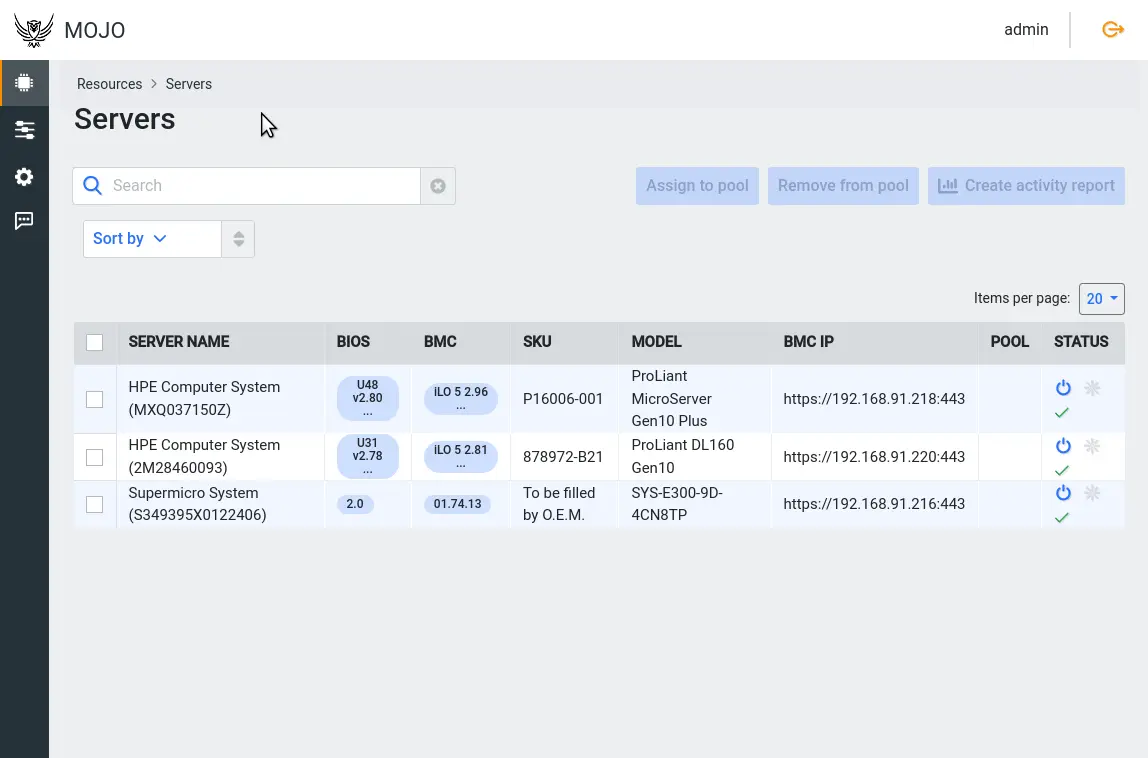 MOJO
admin
Resources > Servers
Servers
Search
Assign to pool
Remove from pool
Create activity report
Sort by
Items per page: 20
SERVER NAME BIOS BMC SKU MODEL BMC IP POOL STATUS
HPE Computer System
(MXQ037150Z)
U48
v2.80
...
iLO 5 2.96
...
P16006-001
ProLiant
MicroServer
Gen10 Plus
https://192.168.91.218:443
HPE Computer System
(2M28460093)
U31
v2.78
...
iLO 5 2.81
...
878972-B21
ProLiant DL160
Gen10
https://192.168.91.220:443
Supermicro System
(S349395X0122406)
2.0
01.74.13
To be filled
by O.E.M.
SYS-E300-9D-
4CN8TP
https://192.168.91.216:443